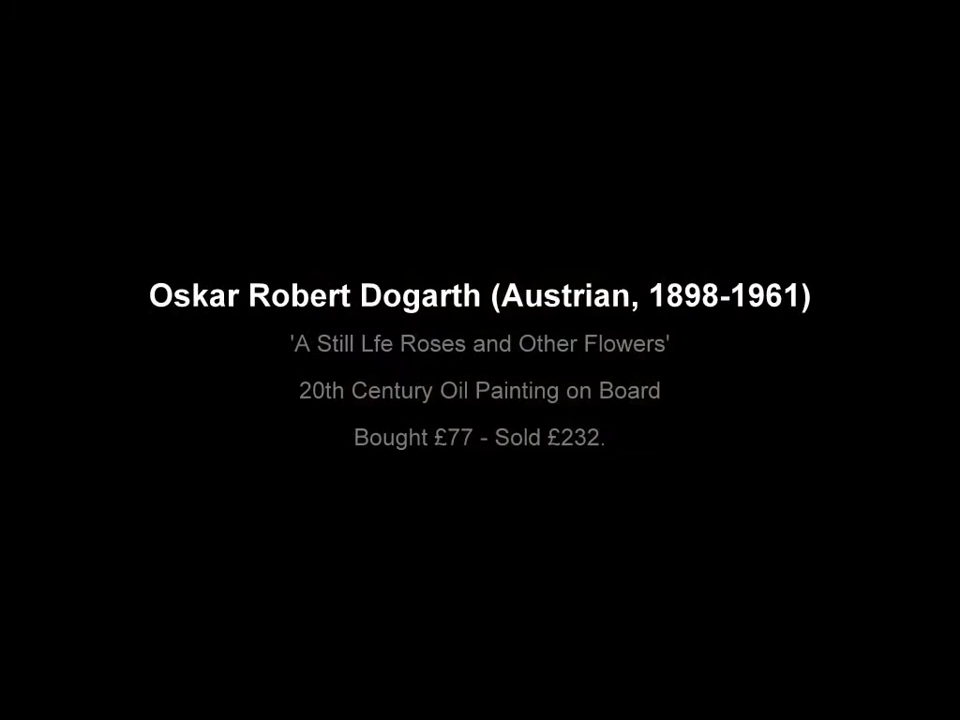 Oskar Robert Dogarth (Austrian, 1898-1961)
'A Still Lfe Roses and Other Flowers'
20th Century Oil Painting on Board
Bought £77 - Sold £232.